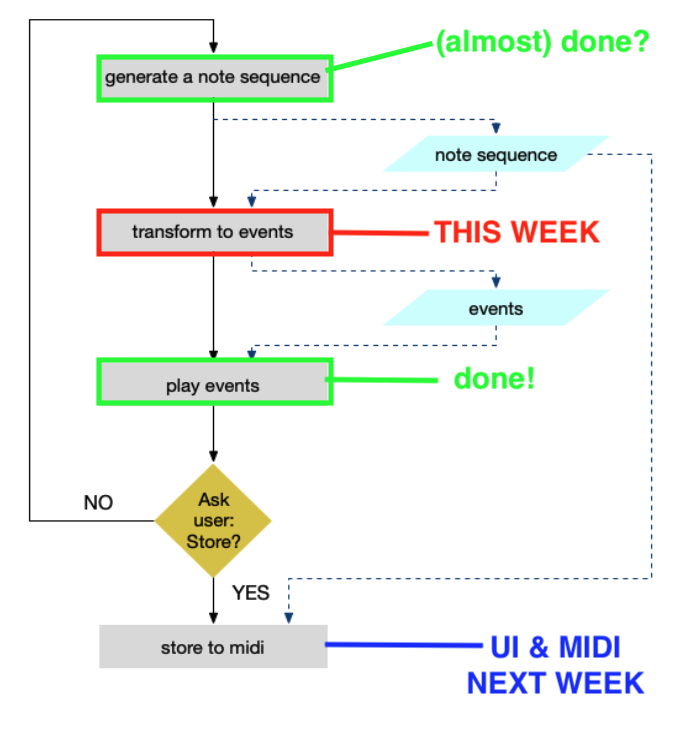 (almost) done?
generate a note sequence
note sequence
transform to events
THIS WEEK
events
play events
done!
Ask
user:
Store?
NO
YES
store to midi
UI & MIDI
NEXT WEEK